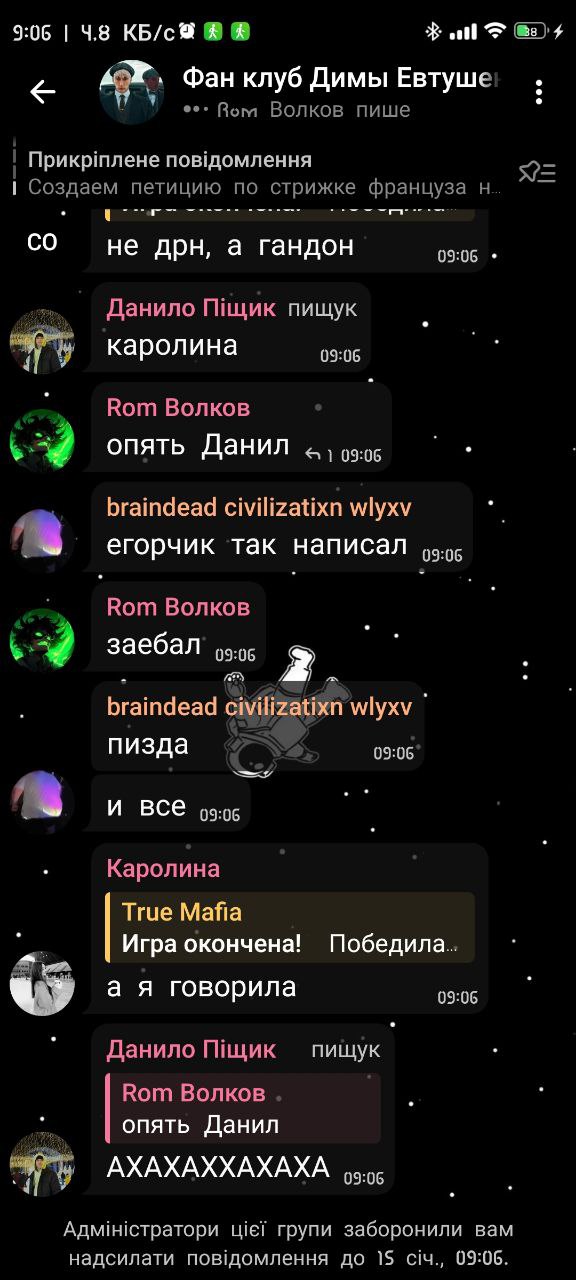 9:06 | 4.8 КБ/с
38
Фан клуб Димы Евтушен
Rom Волков пише
Прикріплене повідомлення
Создаем петицию по стрижке француза н...
Игра окончена! Победила...
со
не дрн, а гандон 09:06
Данило Піщик пищук
каролина 09:06
Rom Волков
опять Данил 1 09:06
braindead civilizatixn wlyxv
егорчик так написал 09:06
Rom Волков
заебал 09:06
braindead civilizatixn wlyxv
пизда 09:06
и все 09:06
Каролина
True Mafia
Игра окончена! Победила...
а я говорила 09:06
Данило Піщик пищук
Rom Волков
опять Данил
АХАХАХХАХАХА 09:06
Адміністратори цієї групи заборонили вам
надсилати повідомлення до 15 січ., 09:06.